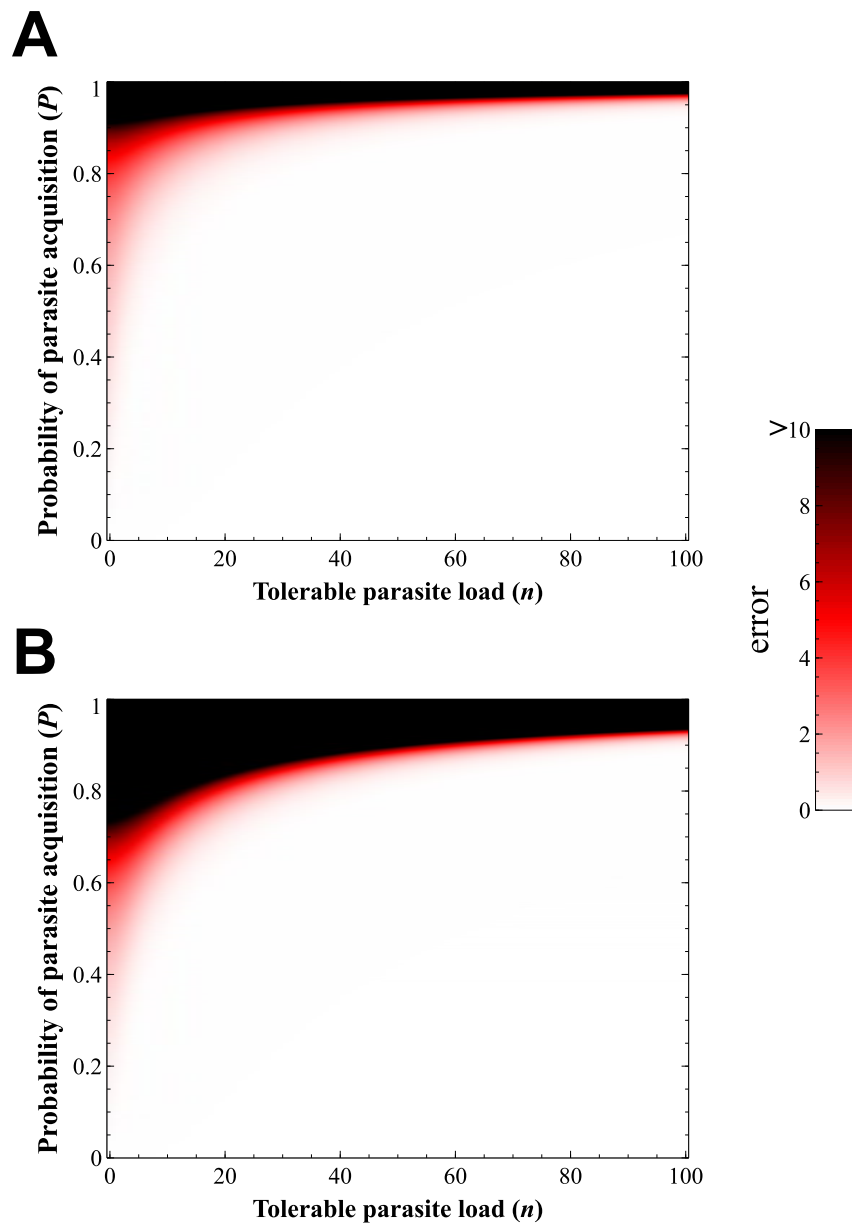 A
Probability of parasite acquisition (P)
1
0.8
0.6
0.4
0.2
0
0 20 40 60 80 100
Tolerable parasite load (n)
>10
8
6
4
2
0
error
B
Probability of parasite acquisition (P)
1
0.8
0.6
0.4
0.2
0
0 20 40 60 80 100
Tolerable parasite load (n)